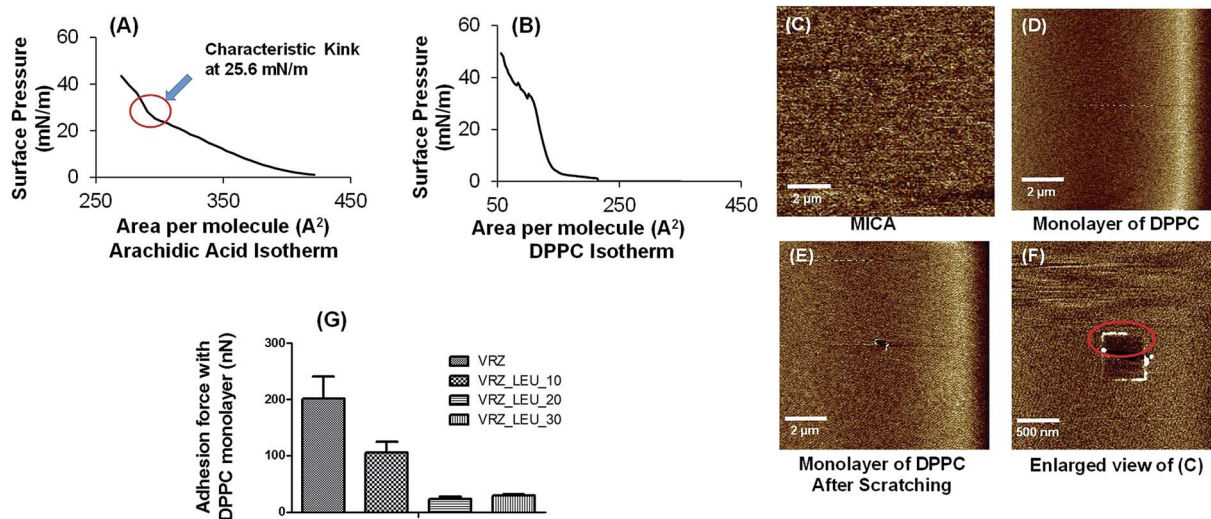 (A)
Characteristic Kink
at 25.6 mN/m
Surface Pressure
(mN/m)
60
40
20
0
250
350
450
Area per molecule (A²)
Arachidic Acid Isotherm
(B)
Surface Pressure
(mN/m)
60
40
20
0
50
250
450
Area per molecule (A²)
DPPC Isotherm
(C)
2 µm
MICA
(D)
2 µm
Monolayer of DPPC
(E)
2 µm
Monolayer of DPPC
After Scratching
(F)
500 nm
Enlarged view of (C)
(G)
Adhesion force with
DPPC monolayer (nN)
300
200
100
0
VRZ
VRZ_LEU_10
VRZ_LEU_20
VRZ_LEU_30